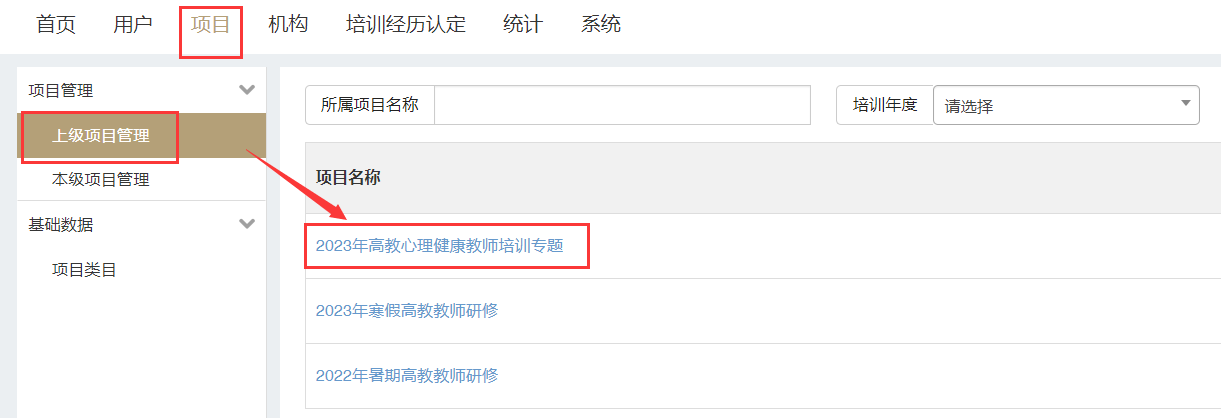 首页 用户 项目 机构 培训经历认定 统计 系统
项目管理
上级项目管理
本级项目管理
基础数据
项目类目
所属项目名称 培训年度 请选择
项目名称
2023年高教心理健康教师培训专题
2023年寒假高教教师研修
2022年暑期高教教师研修